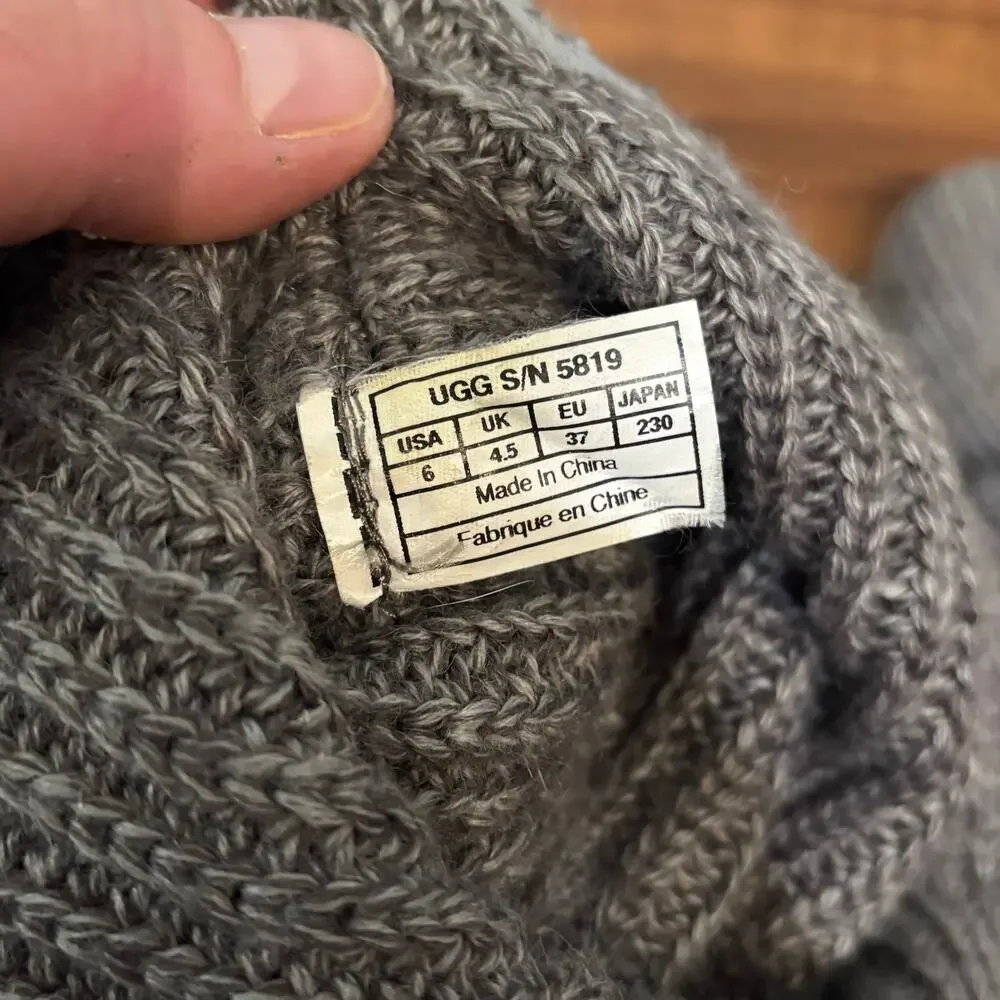 UGG S/N 5819
USA UK EU JAPAN
6 4.5 37 230
Made In China
Fabrique en Chine